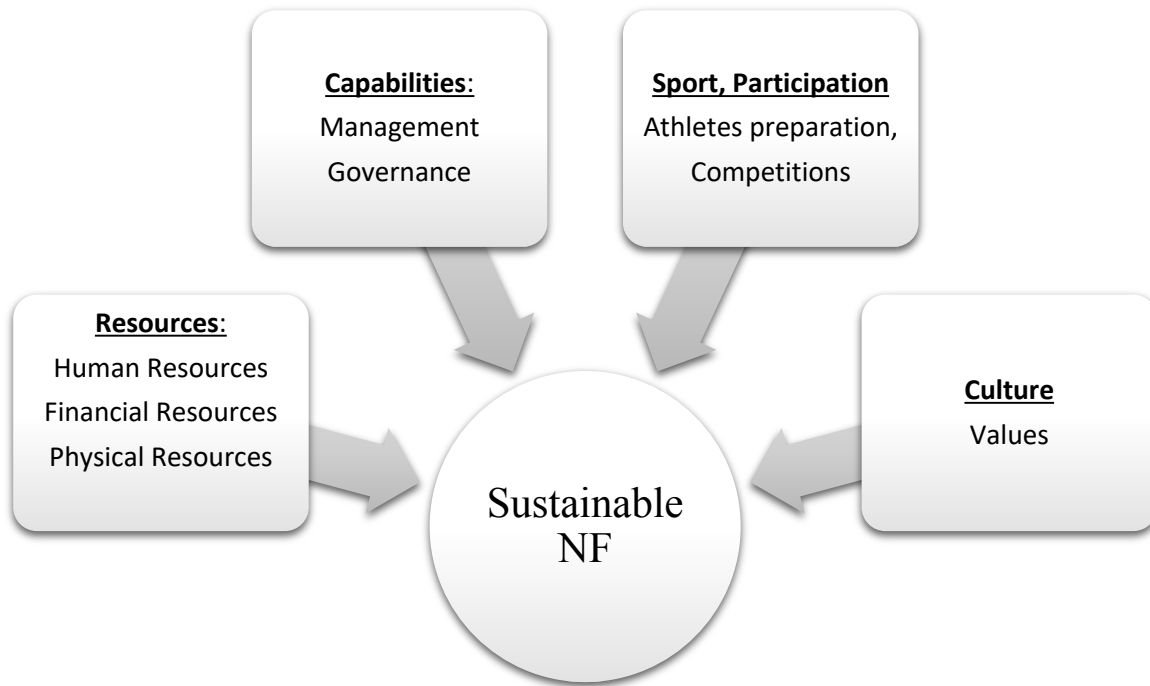 Capabilities:
Management
Governance
Sport, Participation
Athletes preparation,
Competitions
Resources:
Human Resources
Financial Resources
Physical Resources
Culture
Values
Sustainable
NF